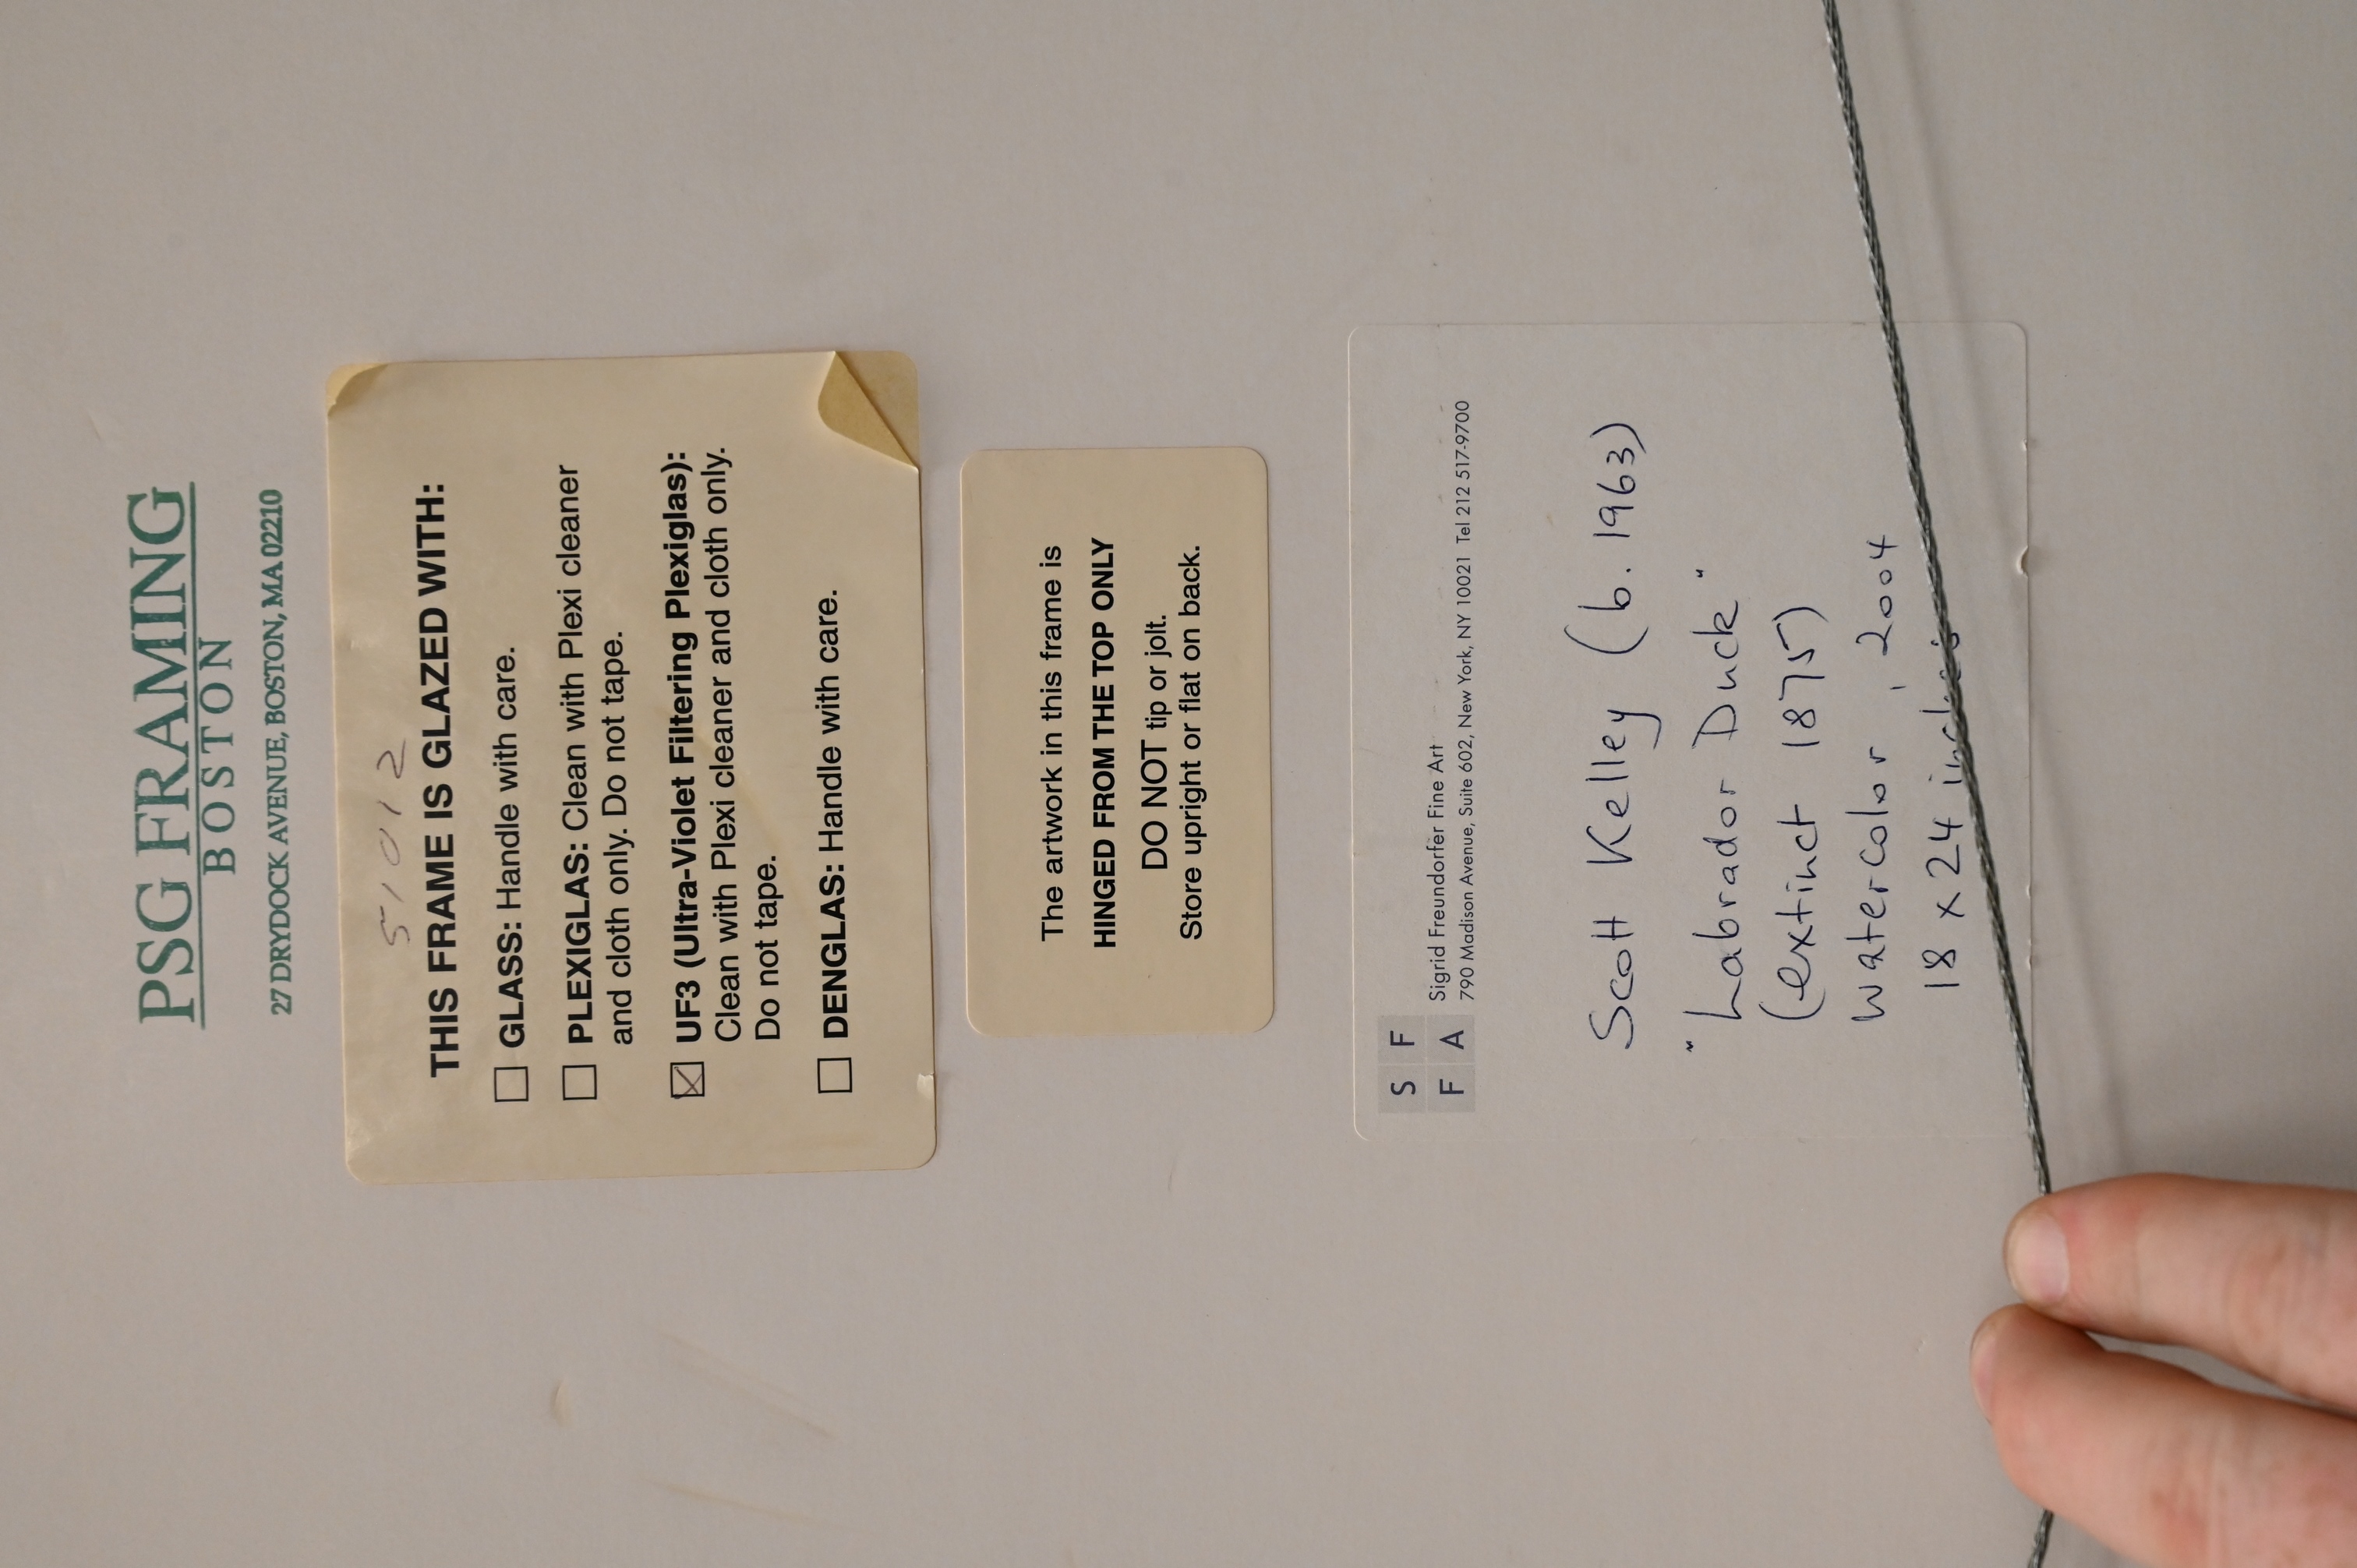 PSG FRAMING
BOSTON
27 DRYDOCK AVENUE, BOSTON, MA 02210
51012
THIS FRAME IS GLAZED WITH:
GLASS: Handle with care.
PLEXIGLAS: Clean with Plexi cleaner
and cloth only. Do not tape.
UF3 (Ultra-Violet Filtering Plexiglas):
Clean with Plexi cleaner and cloth only.
Do not tape.
DENGLAS: Handle with care.
The artwork in this frame is
HINGED FROM THE TOP ONLY
DO NOT tip or jolt.
Store upright or flat on back.
S F
F A
Sigrid Freundorfer Fine Art
790 Madison Avenue, Suite 602, New York, NY 10021 Tel 212 517-9700
Scott Kelley (b. 1963)
"Labrador Duck"
(extinct 1875)
watercolor, 2004
18 x 24 inches